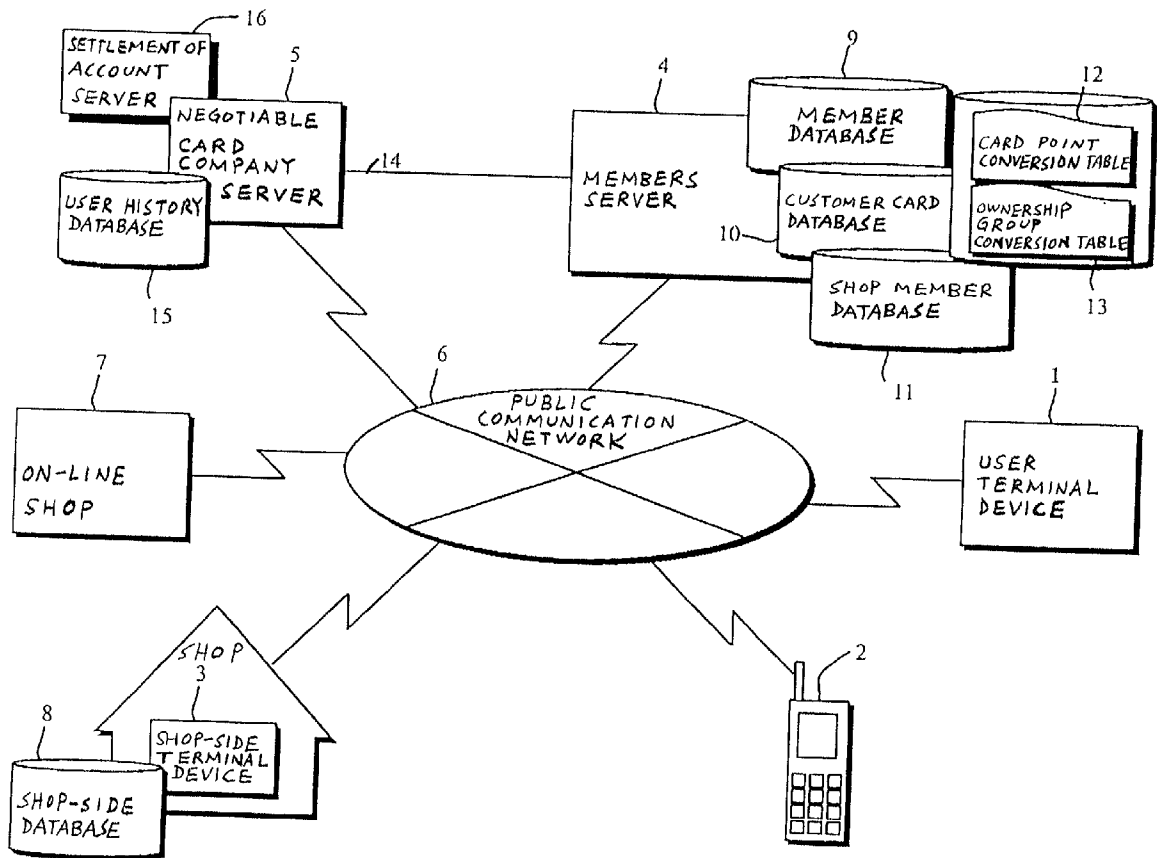 16
SETTLEMENT OF
ACCOUNT
SERVER
5
NEGOTIABLE
CARD
COMPANY
SERVER
14
USER HISTORY
DATABASE
15
4
MEMBERS
SERVER
9
MEMBER
DATABASE
CUSTOMER CARD
DATABASE
10
SHOP MEMBER
DATABASE
11
12
CARD POINT
CONVERSION TABLE
OWNERSHIP
GROUP
CONVERSION TABLE
13
7
ON-LINE
SHOP
6
PUBLIC
COMMUNICATION
NETWORK
1
USER
TERMINAL
DEVICE
SHOP
3
SHOP-SIDE
TERMINAL
DEVICE
8
SHOP-SIDE
DATABASE
2